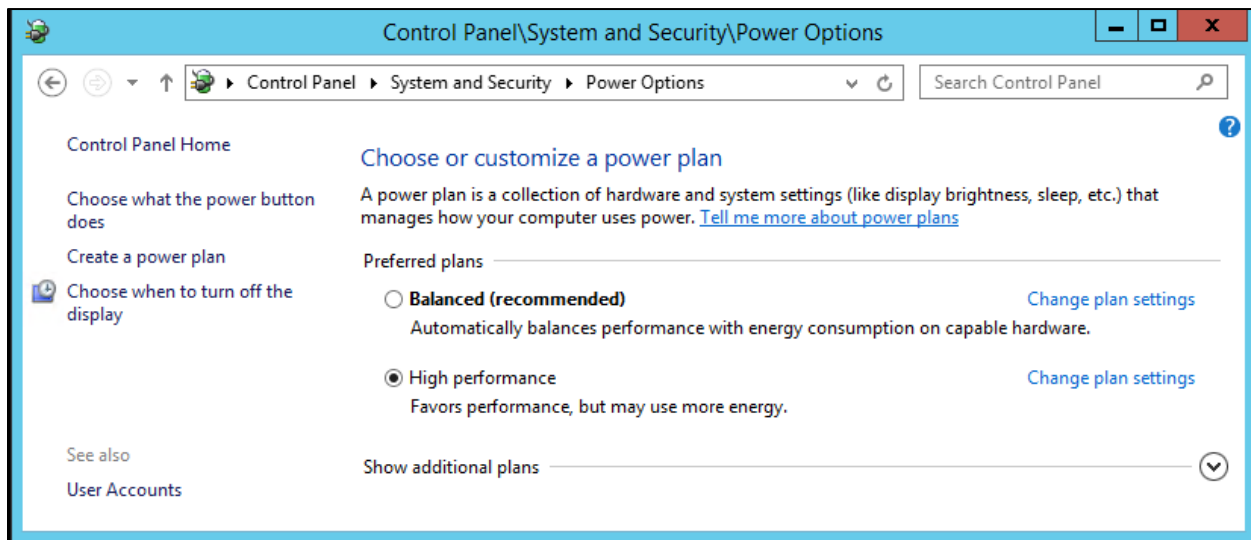 Control Panel\System and Security\Power Options
Control Panel System and Security Power Options
Search Control Panel
Control Panel Home
Choose what the power button
does
Create a power plan
Choose when to turn off the
display
See also
User Accounts
Choose or customize a power plan
A power plan is a collection of hardware and system settings (like display brightness, sleep, etc.) that
manages how your computer uses power. Tell me more about power plans
Preferred plans
Balanced (recommended) Change plan settings
Automatically balances performance with energy consumption on capable hardware.
High performance Change plan settings
Favors performance, but may use more energy.
Show additional plans